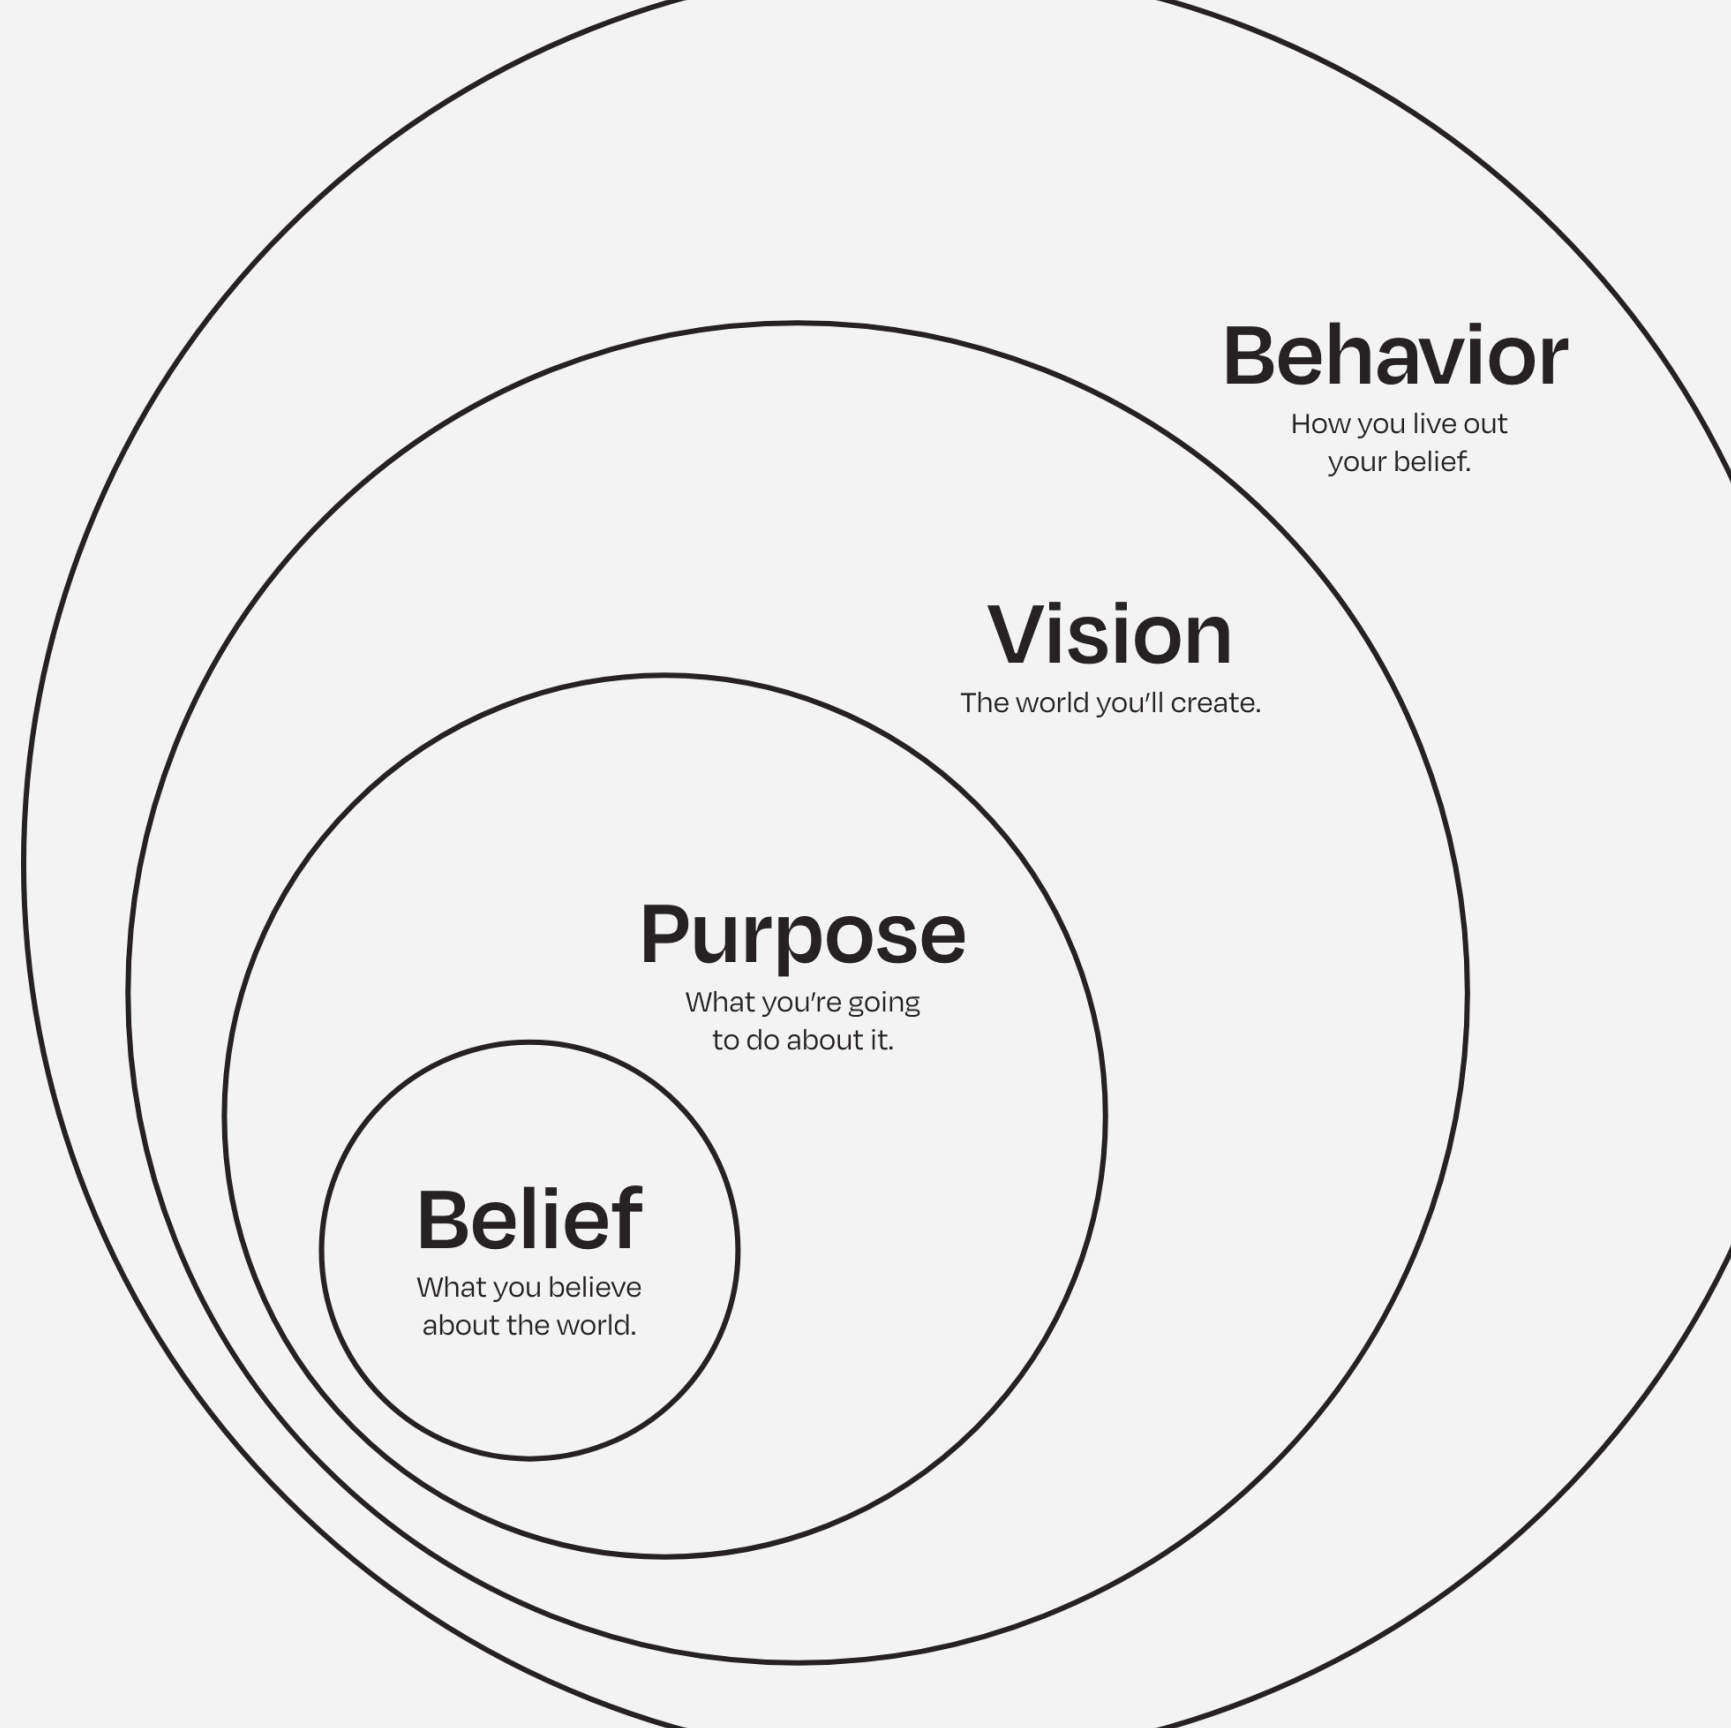 Behavior
How you live out
your belief.
Vision
The world you’ll create.
Purpose
What you’re going
to do about it.
Belief
What you believe
about the world.